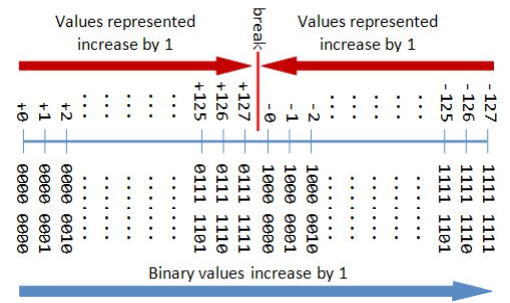 Values represented
increase by 1
break
Values represented
increase by 1
+0 +1 +2 . . . . . +125 +126 +127 -0 -1 -2 . . . . . -125 -126 -127
0000 0000
0000 0001
0000 0010
0111 1101
0111 1110
0111 1111
1000 0000
1000 0001
1000 0010
1111 1101
1111 1110
1111 1111
Binary values increase by 1